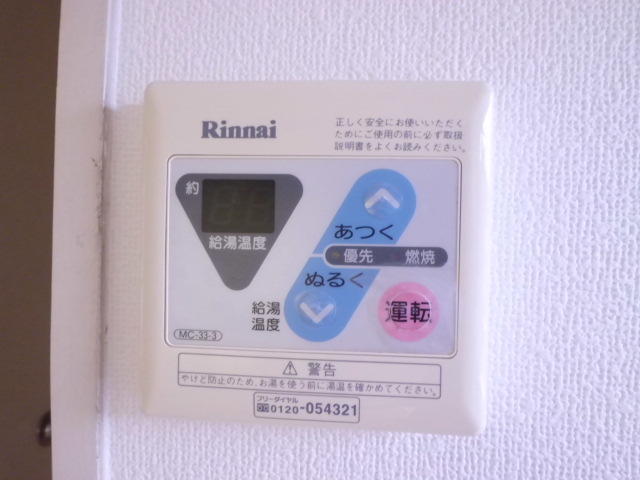 Rinnai
正しく安全にお使いいただく
ためにご使用の前に必ず取扱
説明書をよくお読みください。
約
給湯温度
あつく
優先 燃焼
ぬるく
給湯
温度
運転
MC-33-3
⚠ 警告
やけど防止のため、お湯を使う前に湯温を確かめてください。
フリーダイヤル
0120-054321